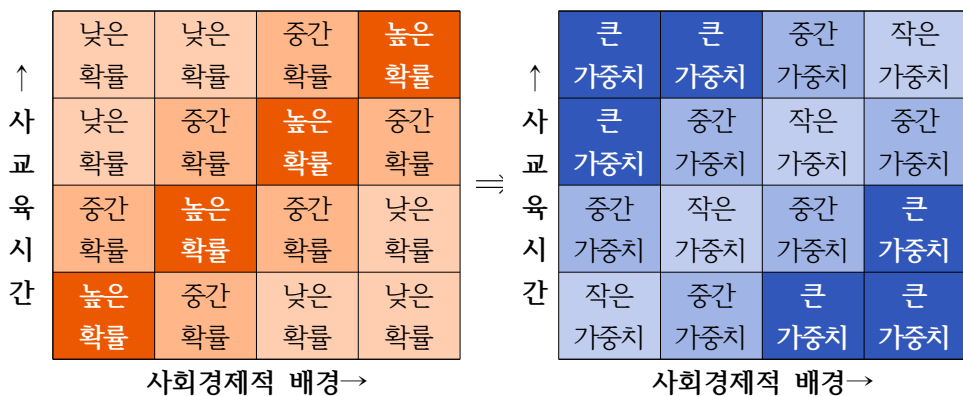 ↑
사
교
육
시
간
낮은 확률
낮은 확률
중간 확률
높은 확률
낮은 확률
중간 확률
높은 확률
중간 확률
중간 확률
높은 확률
중간 확률
낮은 확률
높은 확률
중간 확률
낮은 확률
낮은 확률
사회경제적 배경→
⇒
↑
사
교
육
시
간
큰 가중치
큰 가중치
중간 가중치
작은 가중치
큰 가중치
중간 가중치
작은 가중치
중간 가중치
중간 가중치
작은 가중치
중간 가중치
큰 가중치
작은 가중치
중간 가중치
큰 가중치
큰 가중치
사회경제적 배경→